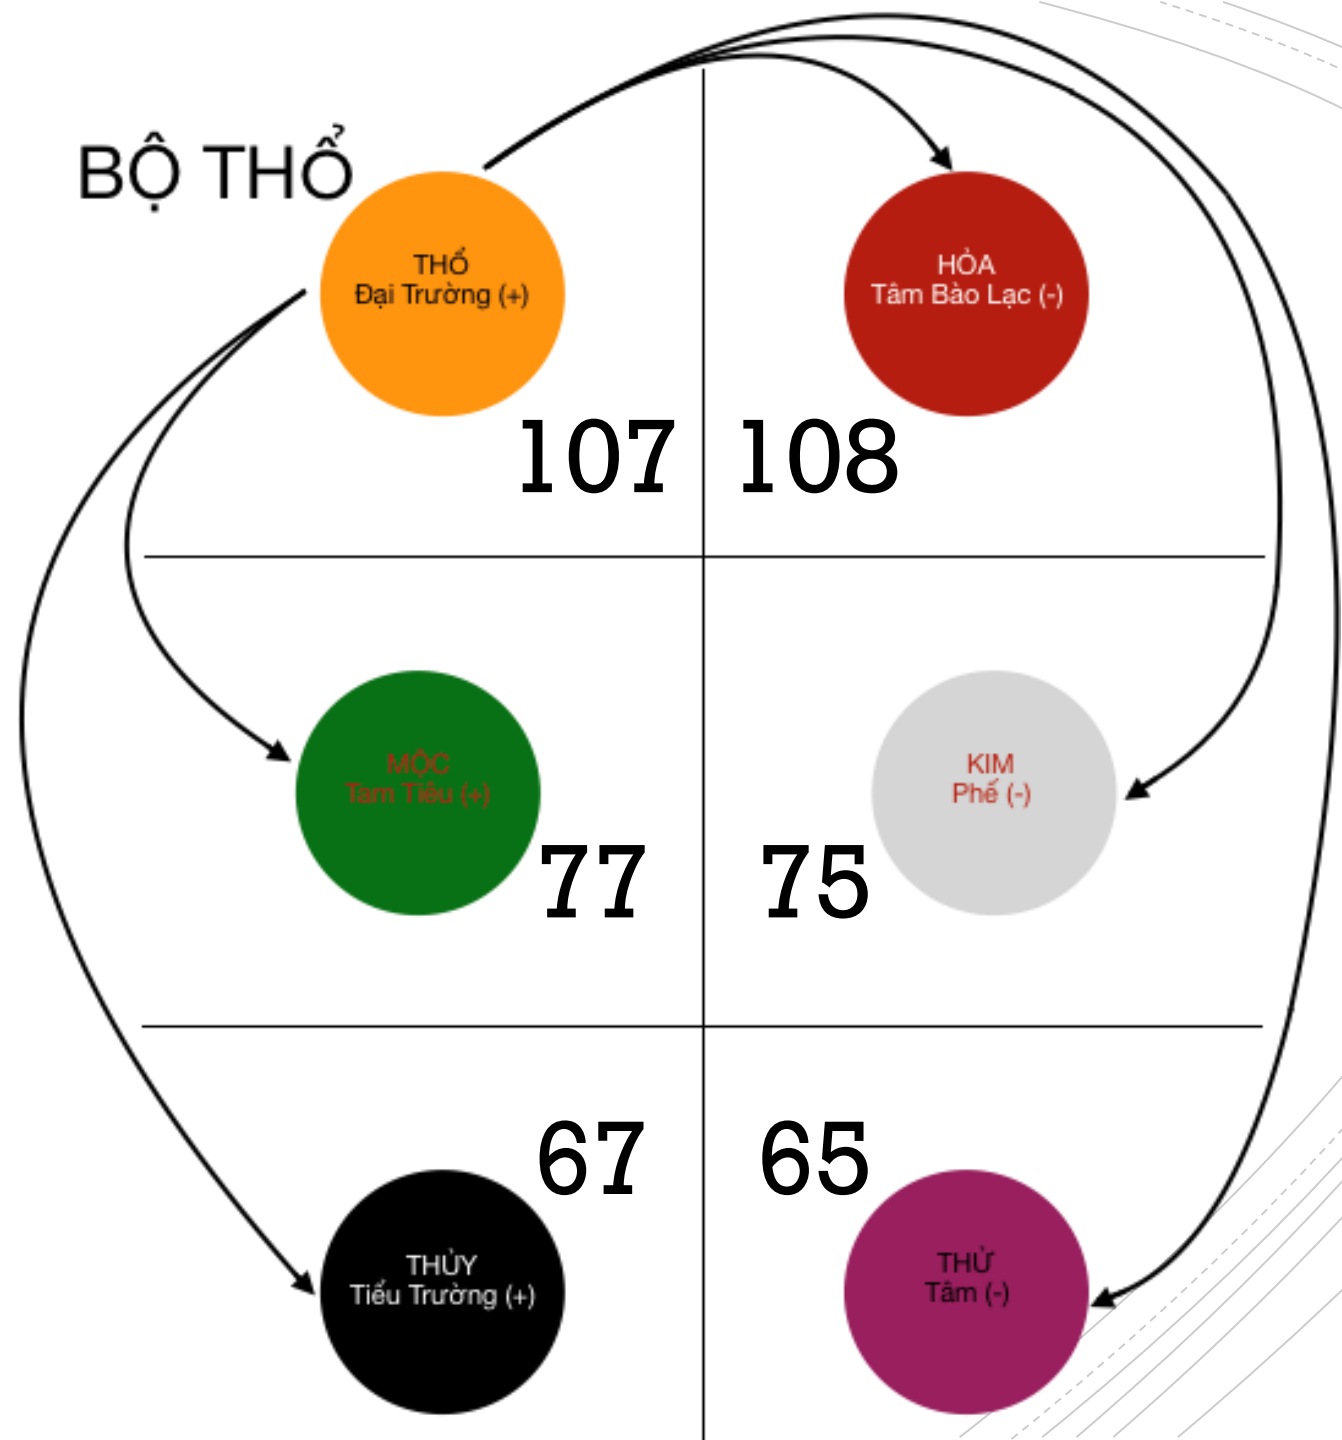 BỘ THỔ
THỔ
Đại Trường (+)
HỎA
Tâm Bào Lạc (-)
107
108
MỘC
Tam Tiêu (+)
KIM
Phế (-)
77
75
67
65
THỦY
Tiểu Trường (+)
THỬ
Tâm (-)